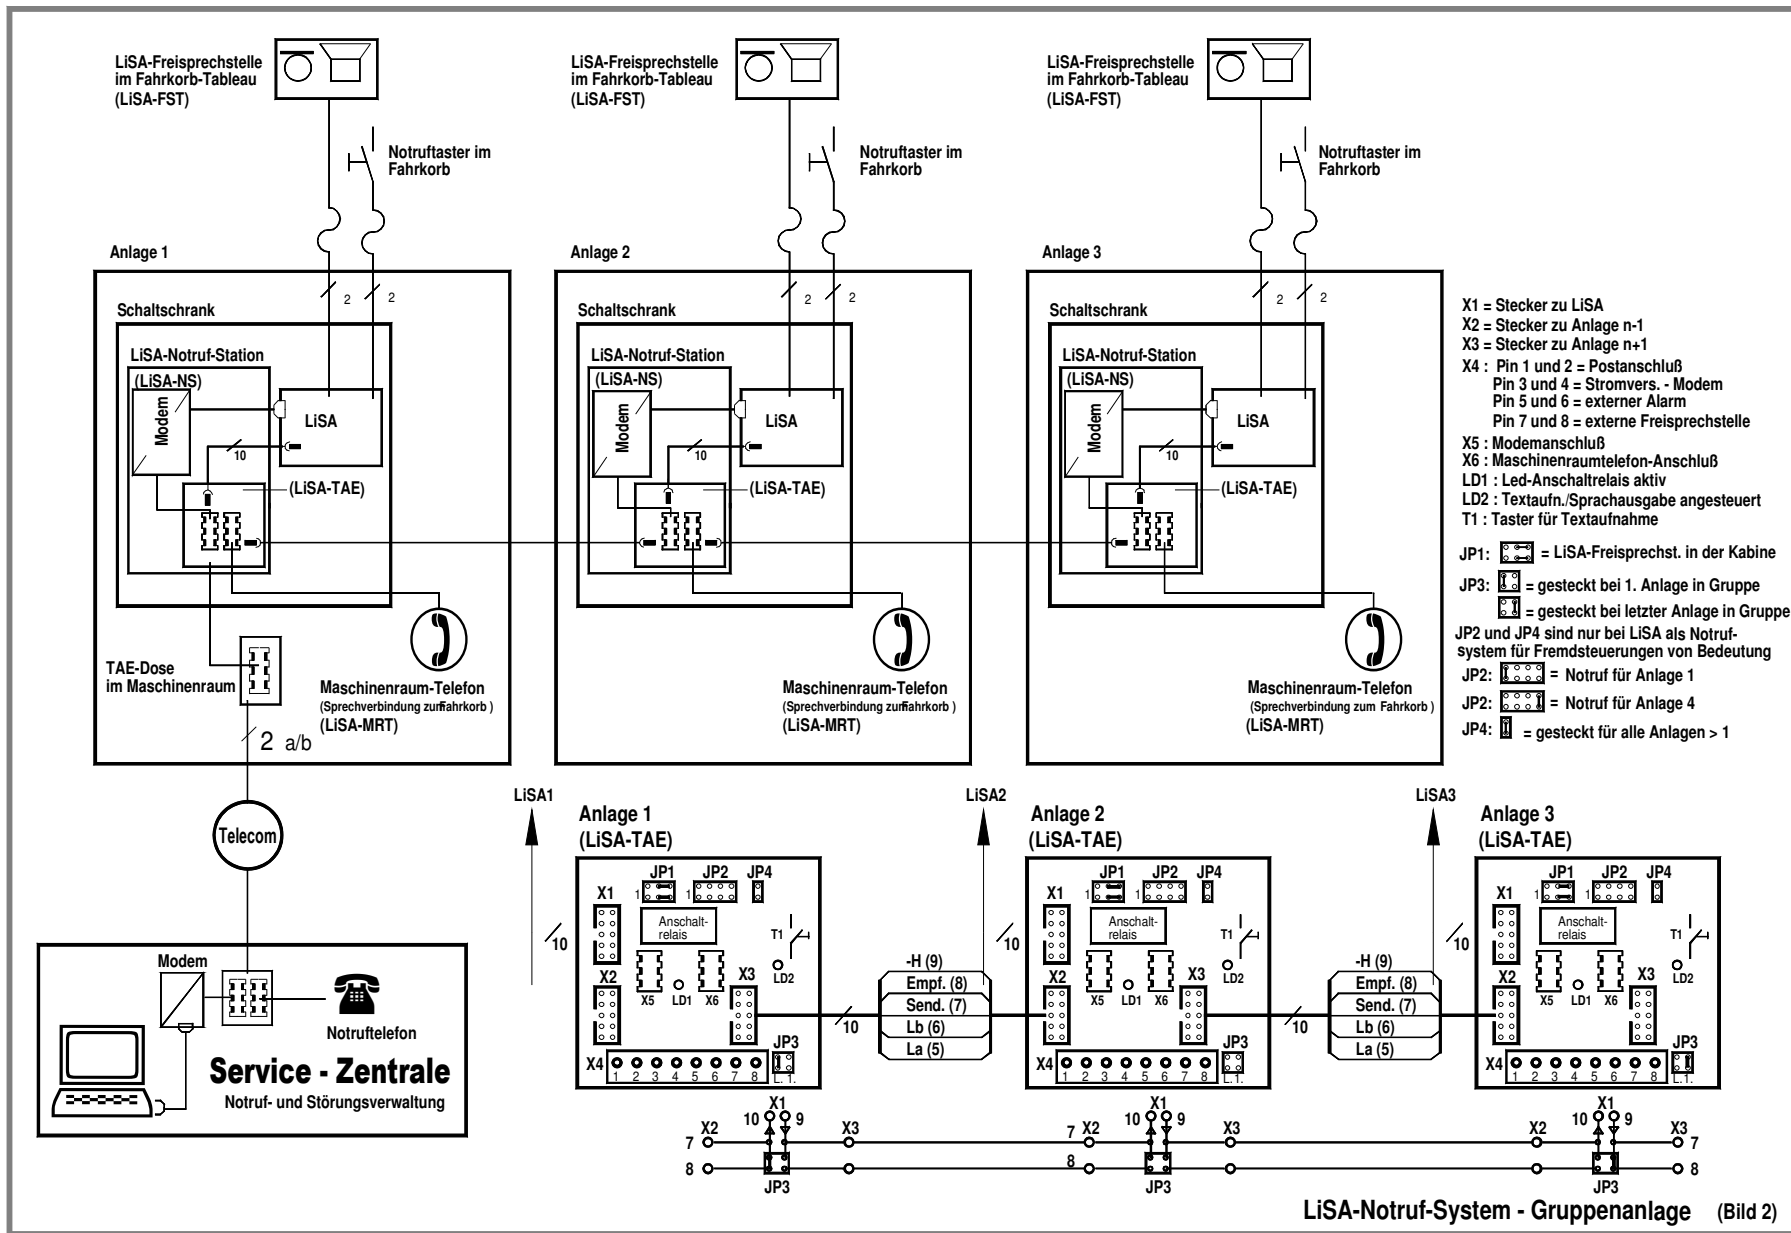 LiSA-Freisprechstelle
im Fahrkorb-Tableau
(LiSA-FST)
LiSA-Freisprechstelle
im Fahrkorb-Tableau
(LiSA-FST)
LiSA-Freisprechstelle
im Fahrkorb-Tableau
(LiSA-FST)
Notruftaster im
Fahrkorb
Notruftaster im
Fahrkorb
Notruftaster im
Fahrkorb
Anlage 1
2
2
Schaltschrank
LiSA-Notruf-Station
(LiSA-NS)
Modem
LiSA
10
(LiSA-TAE)
TAE-Dose
im Maschinenraum
Maschinenraum-Telefon
(Sprechverbindung zum Fahrkorb )
(LiSA-MRT)
2 a/b
Anlage 2
2
2
Schaltschrank
LiSA-Notruf-Station
(LiSA-NS)
Modem
LiSA
10
(LiSA-TAE)
Maschinenraum-Telefon
(Sprechverbindung zum Fahrkorb )
(LiSA-MRT)
Anlage 3
2
2
Schaltschrank
LiSA-Notruf-Station
(LiSA-NS)
Modem
LiSA
10
(LiSA-TAE)
Maschinenraum-Telefon
(Sprechverbindung zum Fahrkorb )
(LiSA-MRT)
X1 = Stecker zu LiSA
X2 = Stecker zu Anlage n-1
X3 = Stecker zu Anlage n+1
X4 : Pin 1 und 2 = Postanschluß
Pin 3 und 4 = Stromvers. - Modem
Pin 5 und 6 = externer Alarm
Pin 7 und 8 = externe Freisprechstelle
X5 : Modemanschluß
X6 : Maschinenraumtelefon-Anschluß
LD1 : Led-Anschaltrelais aktiv
LD2 : Textaufn./Sprachausgabe angesteuert
T1 : Taster für Textaufnahme
JP1: = LiSA-Freisprechst. in der Kabine
JP3: = gesteckt bei 1. Anlage in Gruppe
= gesteckt bei letzter Anlage in Gruppe
JP2 und JP4 sind nur bei LiSA als Notruf-
system für Fremdsteuerungen von Bedeutung
JP2: = Notruf für Anlage 1
JP2: = Notruf für Anlage 4
JP4: = gesteckt für alle Anlagen > 1
Telecom
Modem
Notruftelefon
Service - Zentrale
Notruf- und Störungsverwaltung
LiSA1
10
Anlage 1
(LiSA-TAE)
JP1 JP2 JP4
X1
1
1
Anschalt-
relais
T1
LD2
X2
X5
LD1
X6
X3
JP3
X4
1 2 3 4 5 6 7 8
L. 1.
10
-H (9)
Empf. (8)
Send. (7)
Lb (6)
La (5)
LiSA2
10
Anlage 2
(LiSA-TAE)
JP1 JP2 JP4
X1
1
1
Anschalt-
relais
T1
LD2
X2
X5
LD1
X6
X3
JP3
X4
1 2 3 4 5 6 7 8
L. 1.
10
-H (9)
Empf. (8)
Send. (7)
Lb (6)
La (5)
LiSA3
10
Anlage 3
(LiSA-TAE)
JP1 JP2 JP4
X1
1
1
Anschalt-
relais
T1
LD2
X2
X5
LD1
X6
X3
JP3
X4
1 2 3 4 5 6 7 8
L. 1.
X1
10 9
X2
X3
7
8
JP3
X1
10 9
7 X2
X3
8
JP3
X1
10 9
X2
X3
7
8
JP3
LiSA-Notruf-System - Gruppenanlage (Bild 2)